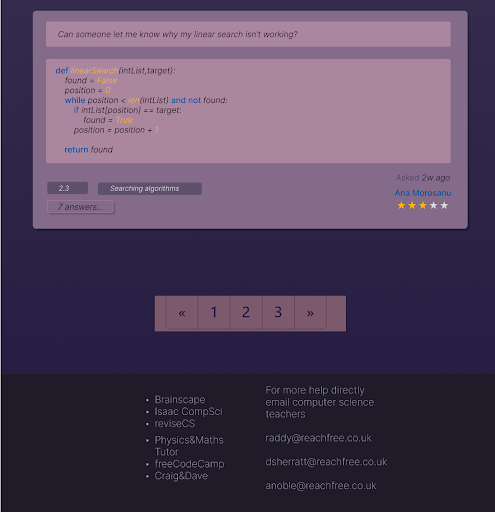 Can someone let me know why my linear search isn't working?
def linearSearch(intList,target):
found = False
position = 0
while position < len(intList) and not found:
if intList[position] == target:
found = True
position = position + 1
return found
Asked 2w ago
2.3
Searching algorithms
Ana Morosanu
7 answers...
« 1 2 3 »
• Brainscape
• Isaac CompSci
• reviseCS
• Physics&Maths
Tutor
• freeCodeCamp
• Craig&Dave
For more help directly
email computer science
teachers
raddy@reachfree.co.uk
dsherratt@reachfree.co.uk
anoble@reachfree.co.uk